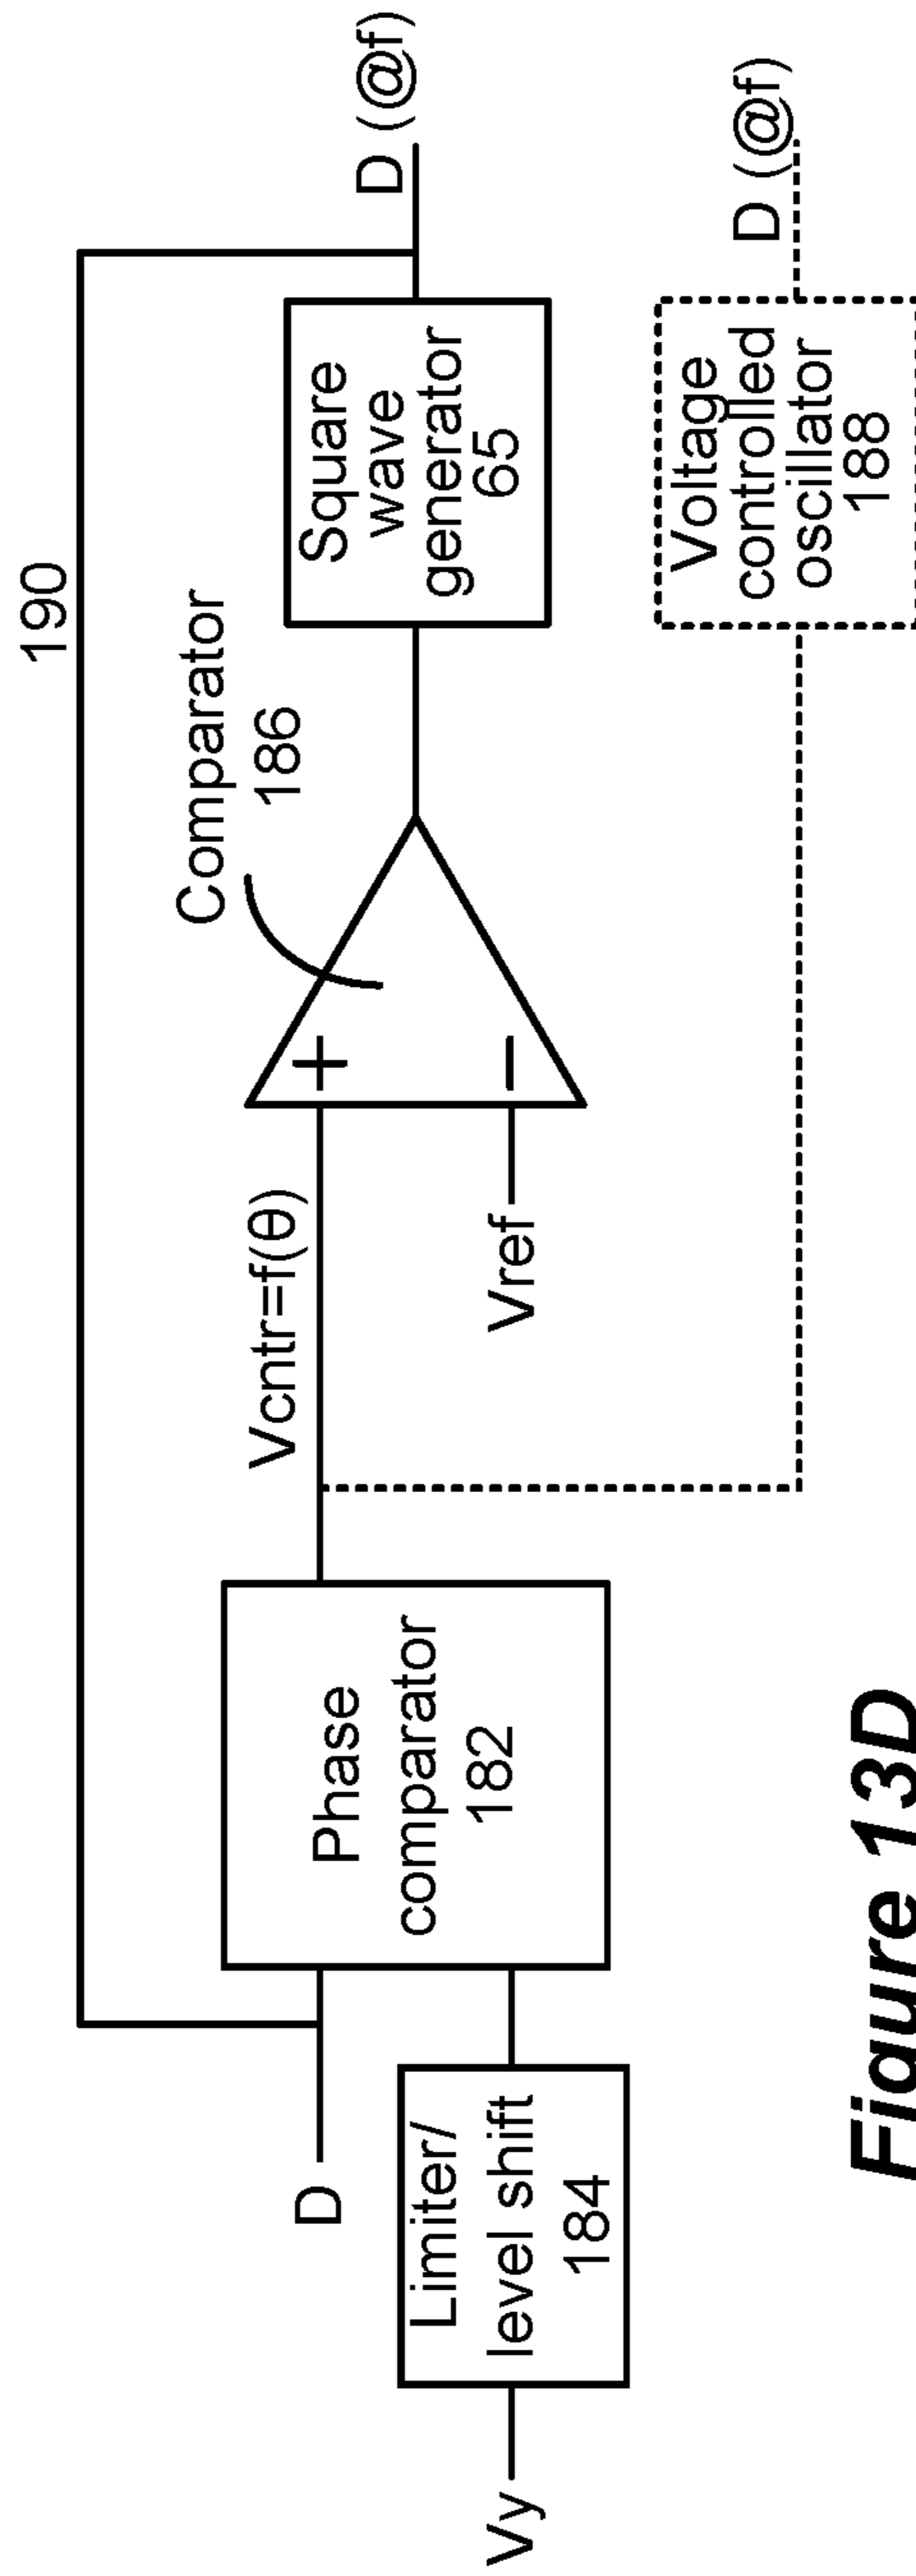 190
Comparator
186
D (@f)
Square
wave
generator
65
Vcntr=f(θ)
+
−
Vref
Phase
comparator
182
D
Limiter/
level shift
184
Vy
D (@f)
Voltage
controlled
oscillator
188
Figure 13D